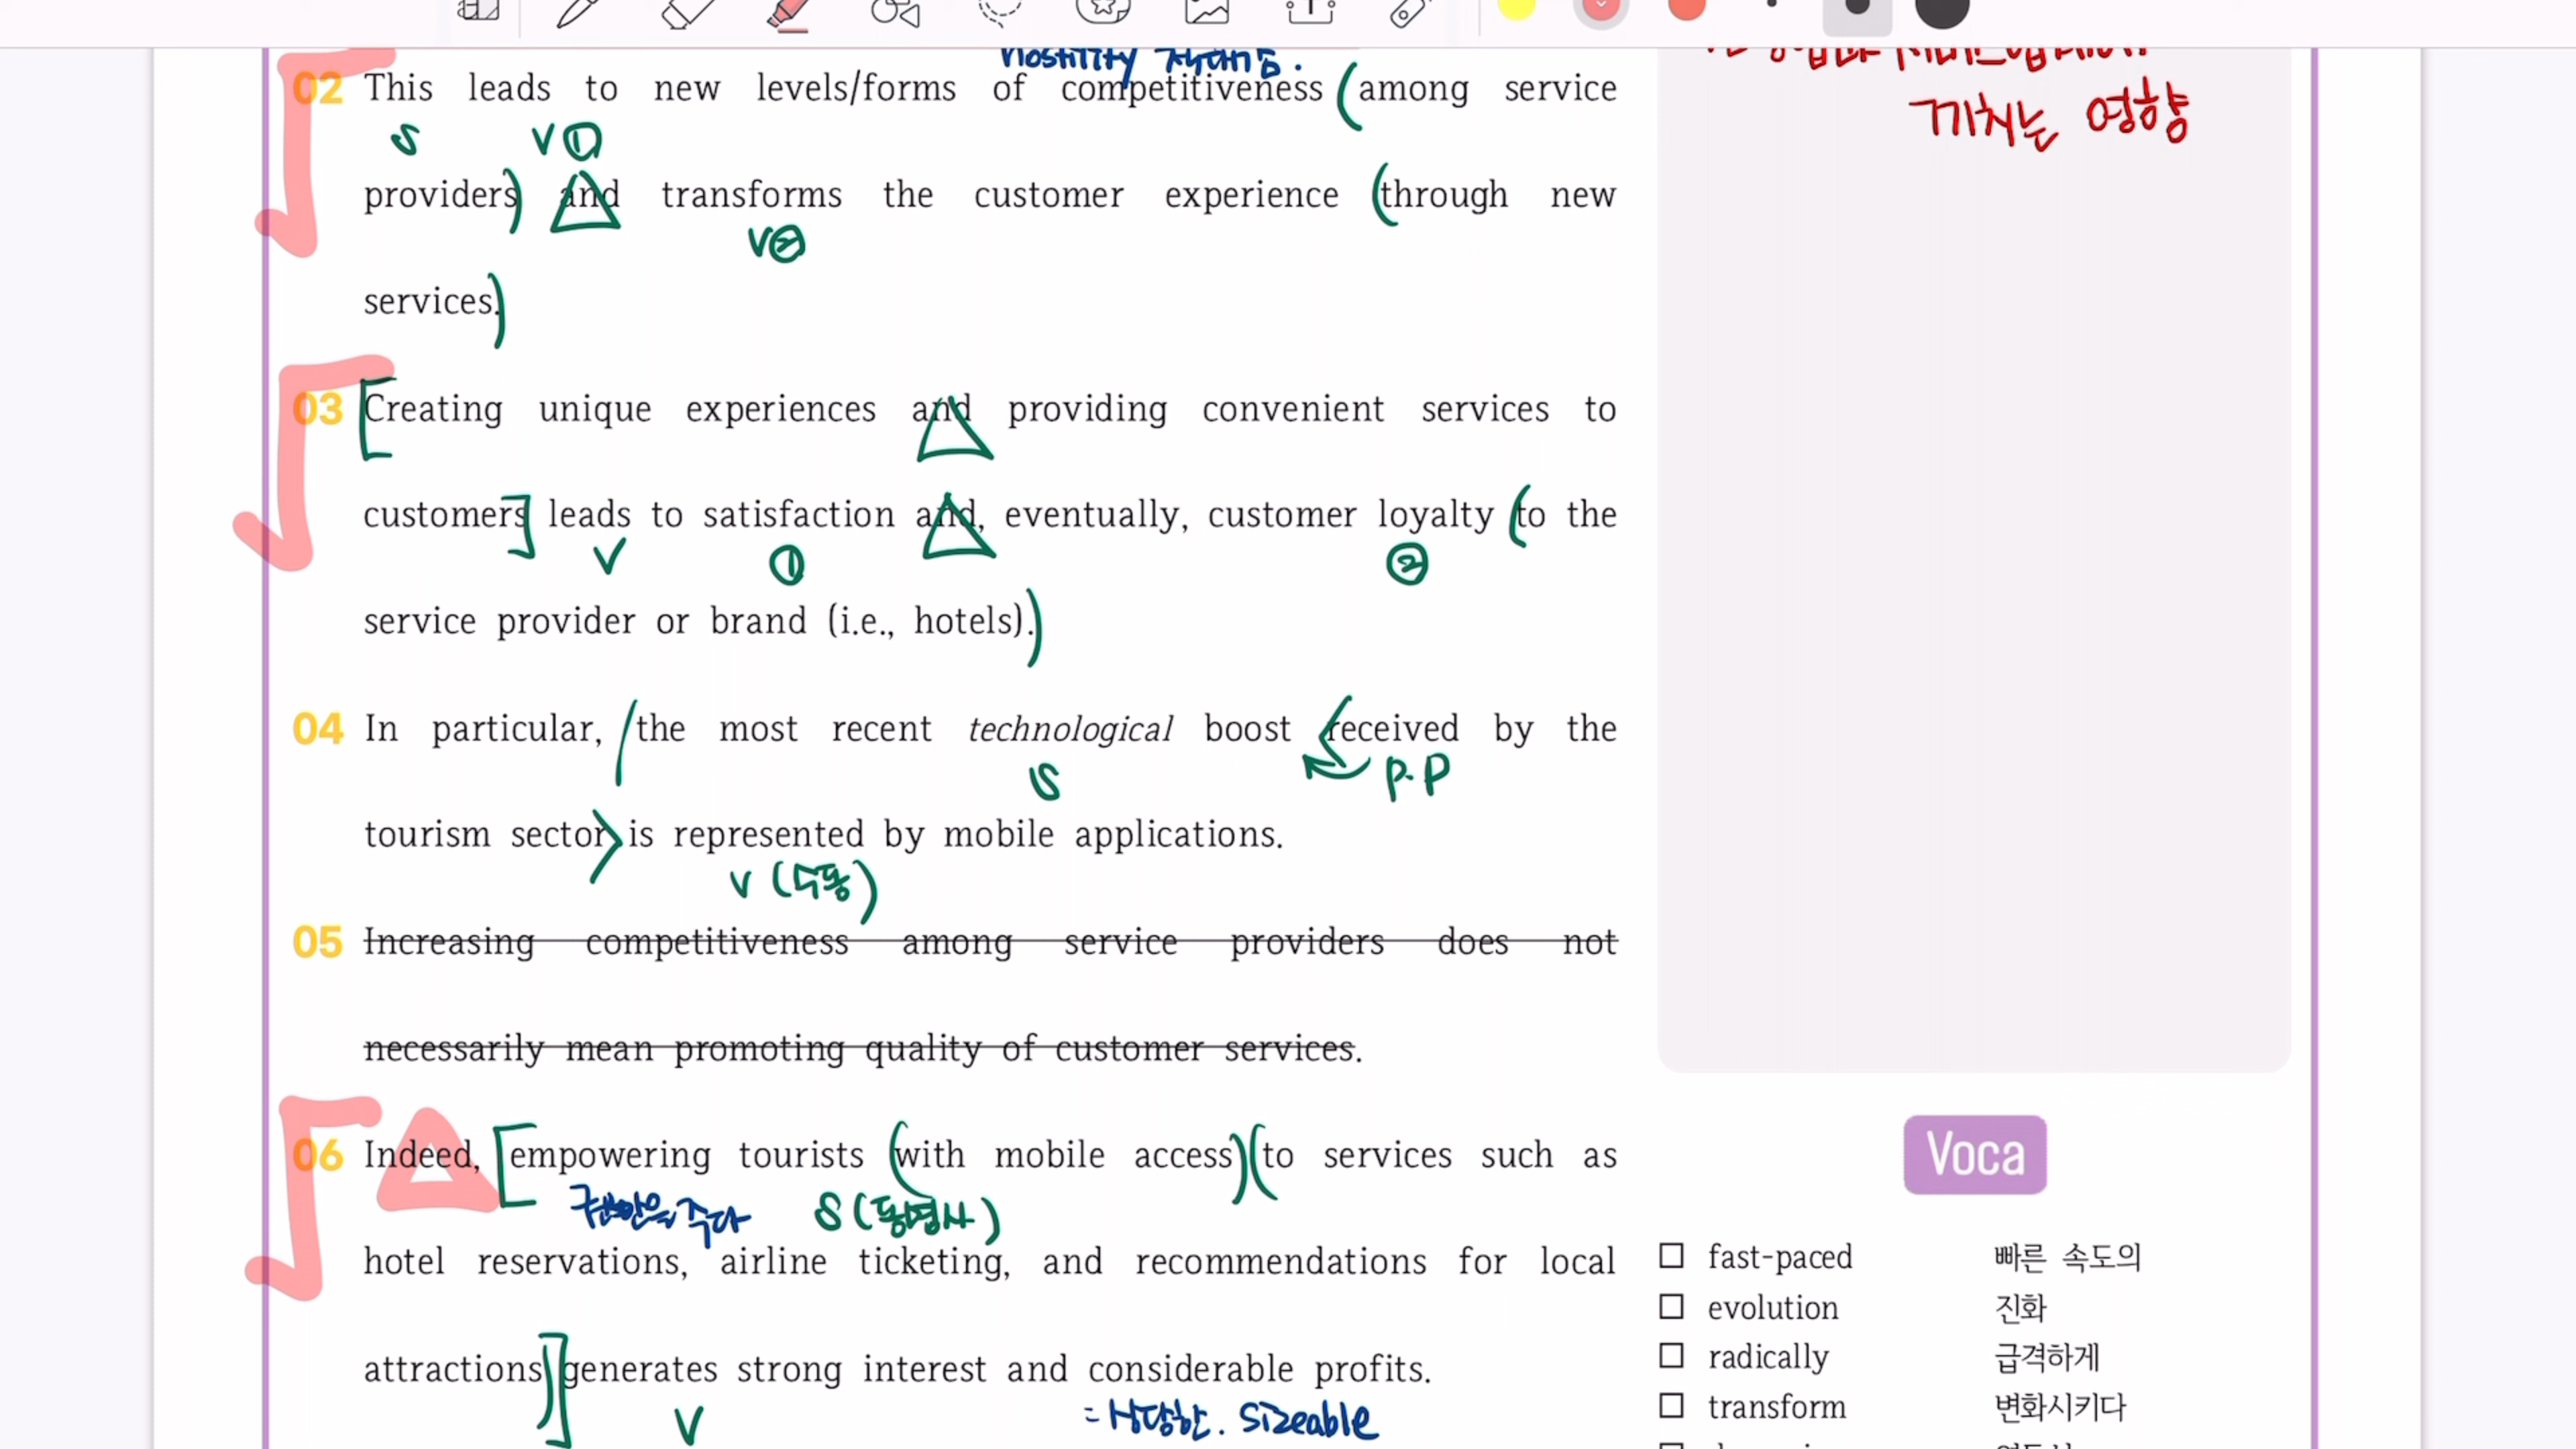 hostility
02 This leads to new levels/forms of competitiveness (among service
S V①
providers) and transforms the customer experience (through new
V②
services.)
끼치는 영향
03 [Creating unique experiences and providing convenient services to
customers] leads to satisfaction and, eventually, customer loyalty (to the
V ① ②
service provider or brand (i.e., hotels).)
04 In particular, / the most recent technological boost <received by the
S p.p
tourism sector> is represented by mobile applications.
V (수동)
05 Increasing competitiveness among service providers does not
necessarily mean promoting quality of customer services.
06 Indeed, [empowering tourists (with mobile access) (to services such as
권한을 주다 S (동명사)
hotel reservations, airline ticketing, and recommendations for local
attractions)] generates strong interest and considerable profits.
V = 상당한. sizeable
Voca
□ fast-paced 빠른 속도의
□ evolution 진화
□ radically 급격하게
□ transform 변화시키다